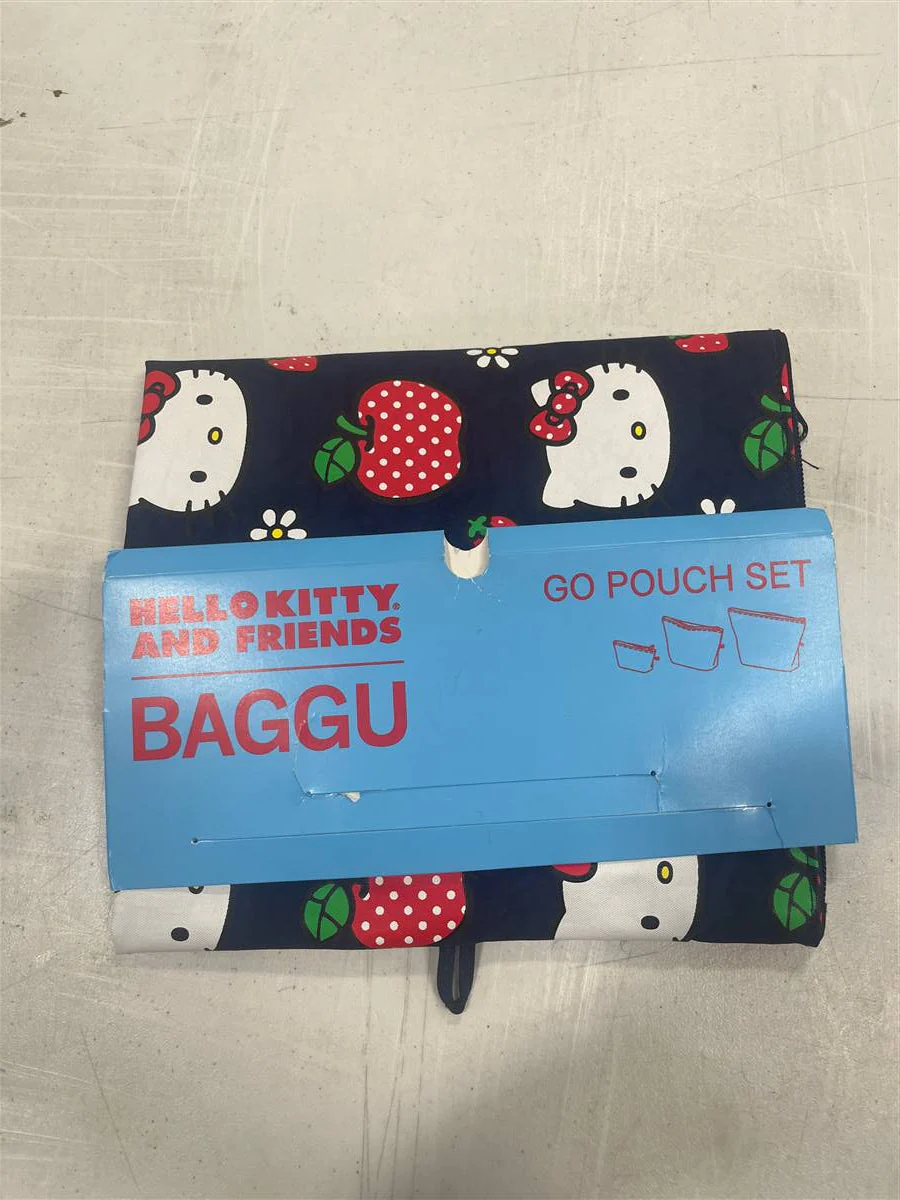 HELLO KITTY®
AND FRIENDS
BAGGU
GO POUCH SET